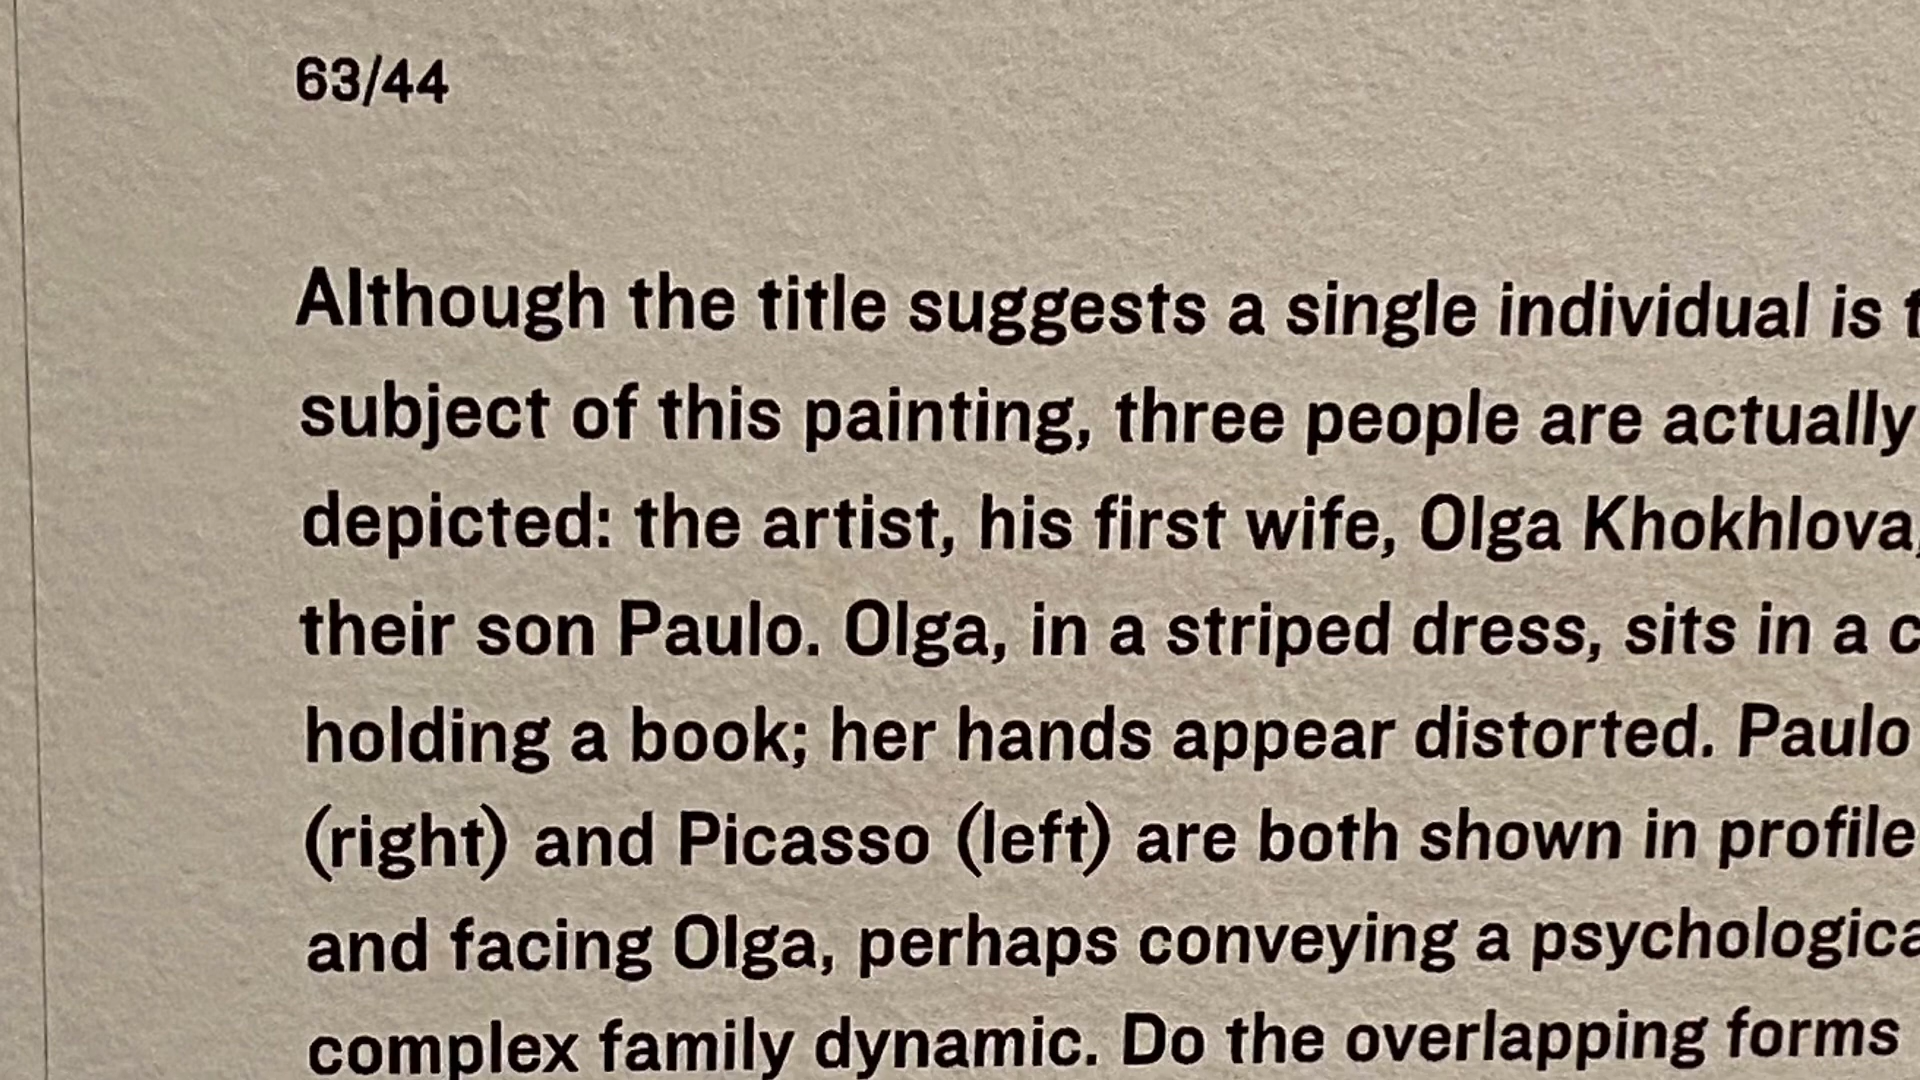 63/44
Although the title suggests a single individual is
subject of this painting, three people are actually
depicted: the artist, his first wife, Olga Khokhlova,
their son Paulo. Olga, in a striped dress, sits in a
holding a book; her hands appear distorted. Paulo
(right) and Picasso (left) are both shown in profile
and facing Olga, perhaps conveying a
complex family dynamic. Do the overlapping forms